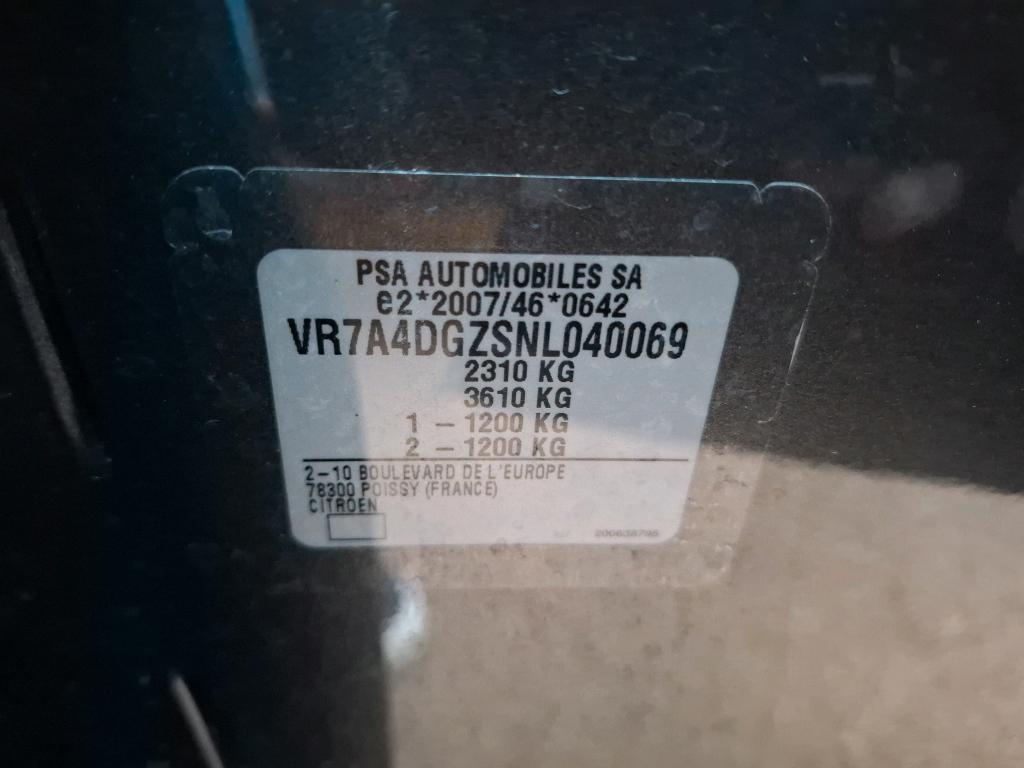 PSA AUTOMOBILES SA
e2*2007/46*0642
VR7A4DGZSNL040069
2310 KG
3610 KG
1 – 1200 KG
2 – 1200 KG
2–10 BOULEVARD DE L'EUROPE
78300 POISSY (FRANCE)
CITROEN